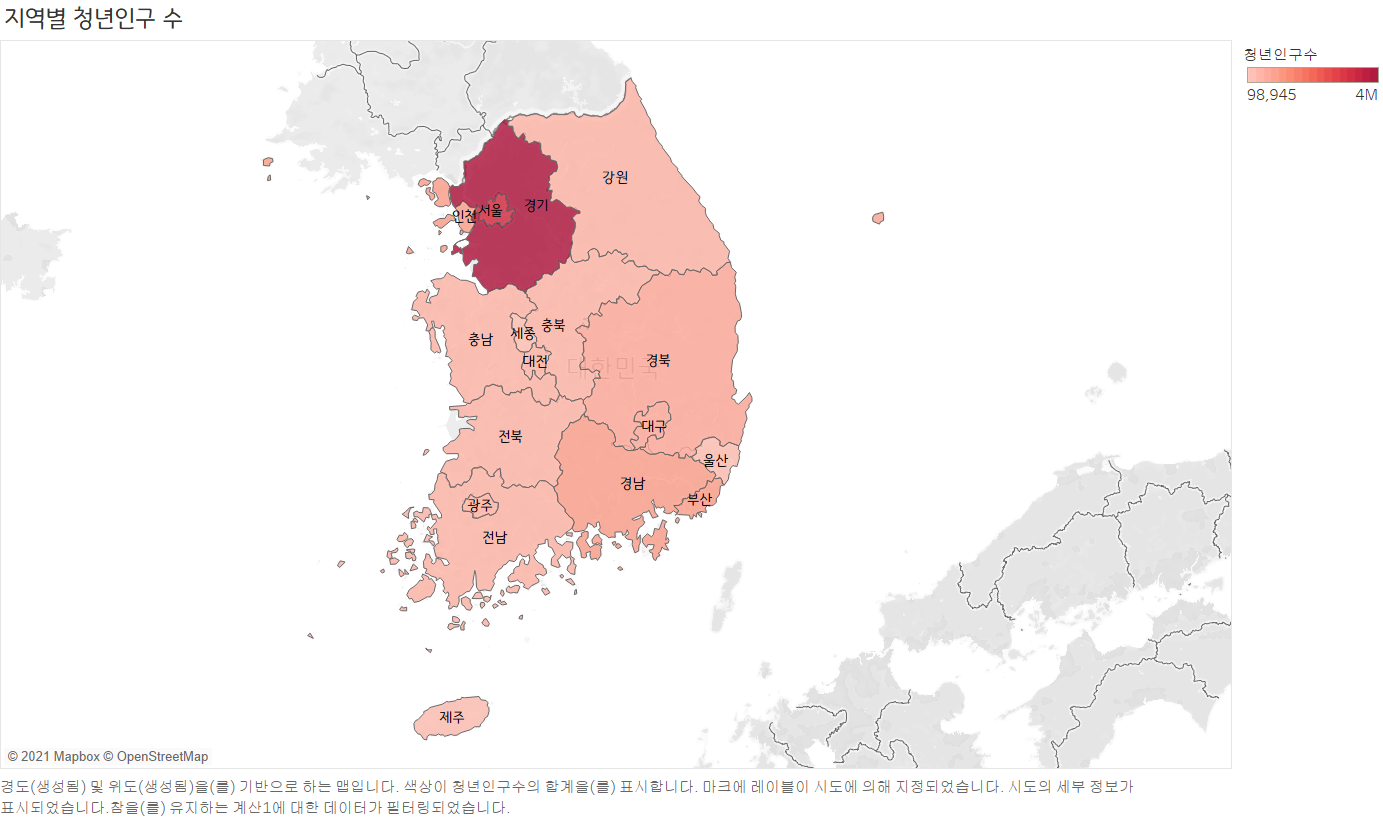 지역별 청년인구 수
청년인구수
98,945 4M
강원
경기
서울
인천
충북
세종
충남
대전
대한민국
경북
대구
전북
울산
경남
부산
광주
전남
제주
© 2021 Mapbox © OpenStreetMap
경도(생성됨) 및 위도(생성됨)을(를) 기반으로 하는 맵입니다. 색상이 청년인구수의 합계을(를) 표시합니다. 마크에 레이블이 시도에 의해 지정되었습니다. 시도의 세부 정보가
표시되었습니다.참을(를) 유지하는 계산1에 대한 데이터가 필터링되었습니다.